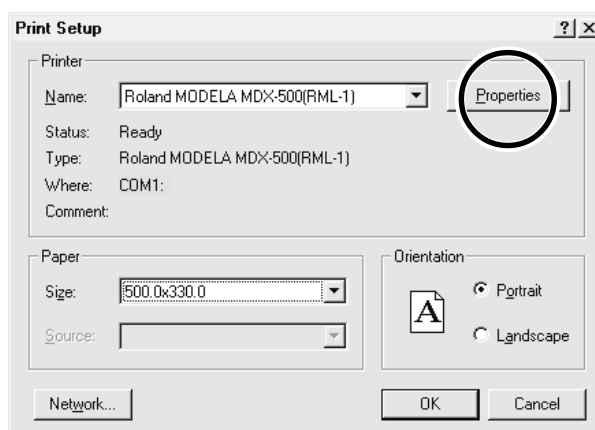 Print Setup
? ×
Printer
Name: Roland MODELA MDX-500(RML-1) Properties
Status: Ready
Type: Roland MODELA MDX-500(RML-1)
Where: COM1:
Comment:
Paper
Size: 500.0x330.0
Source:
Orientation
A
Portrait
Landscape
Network... OK Cancel